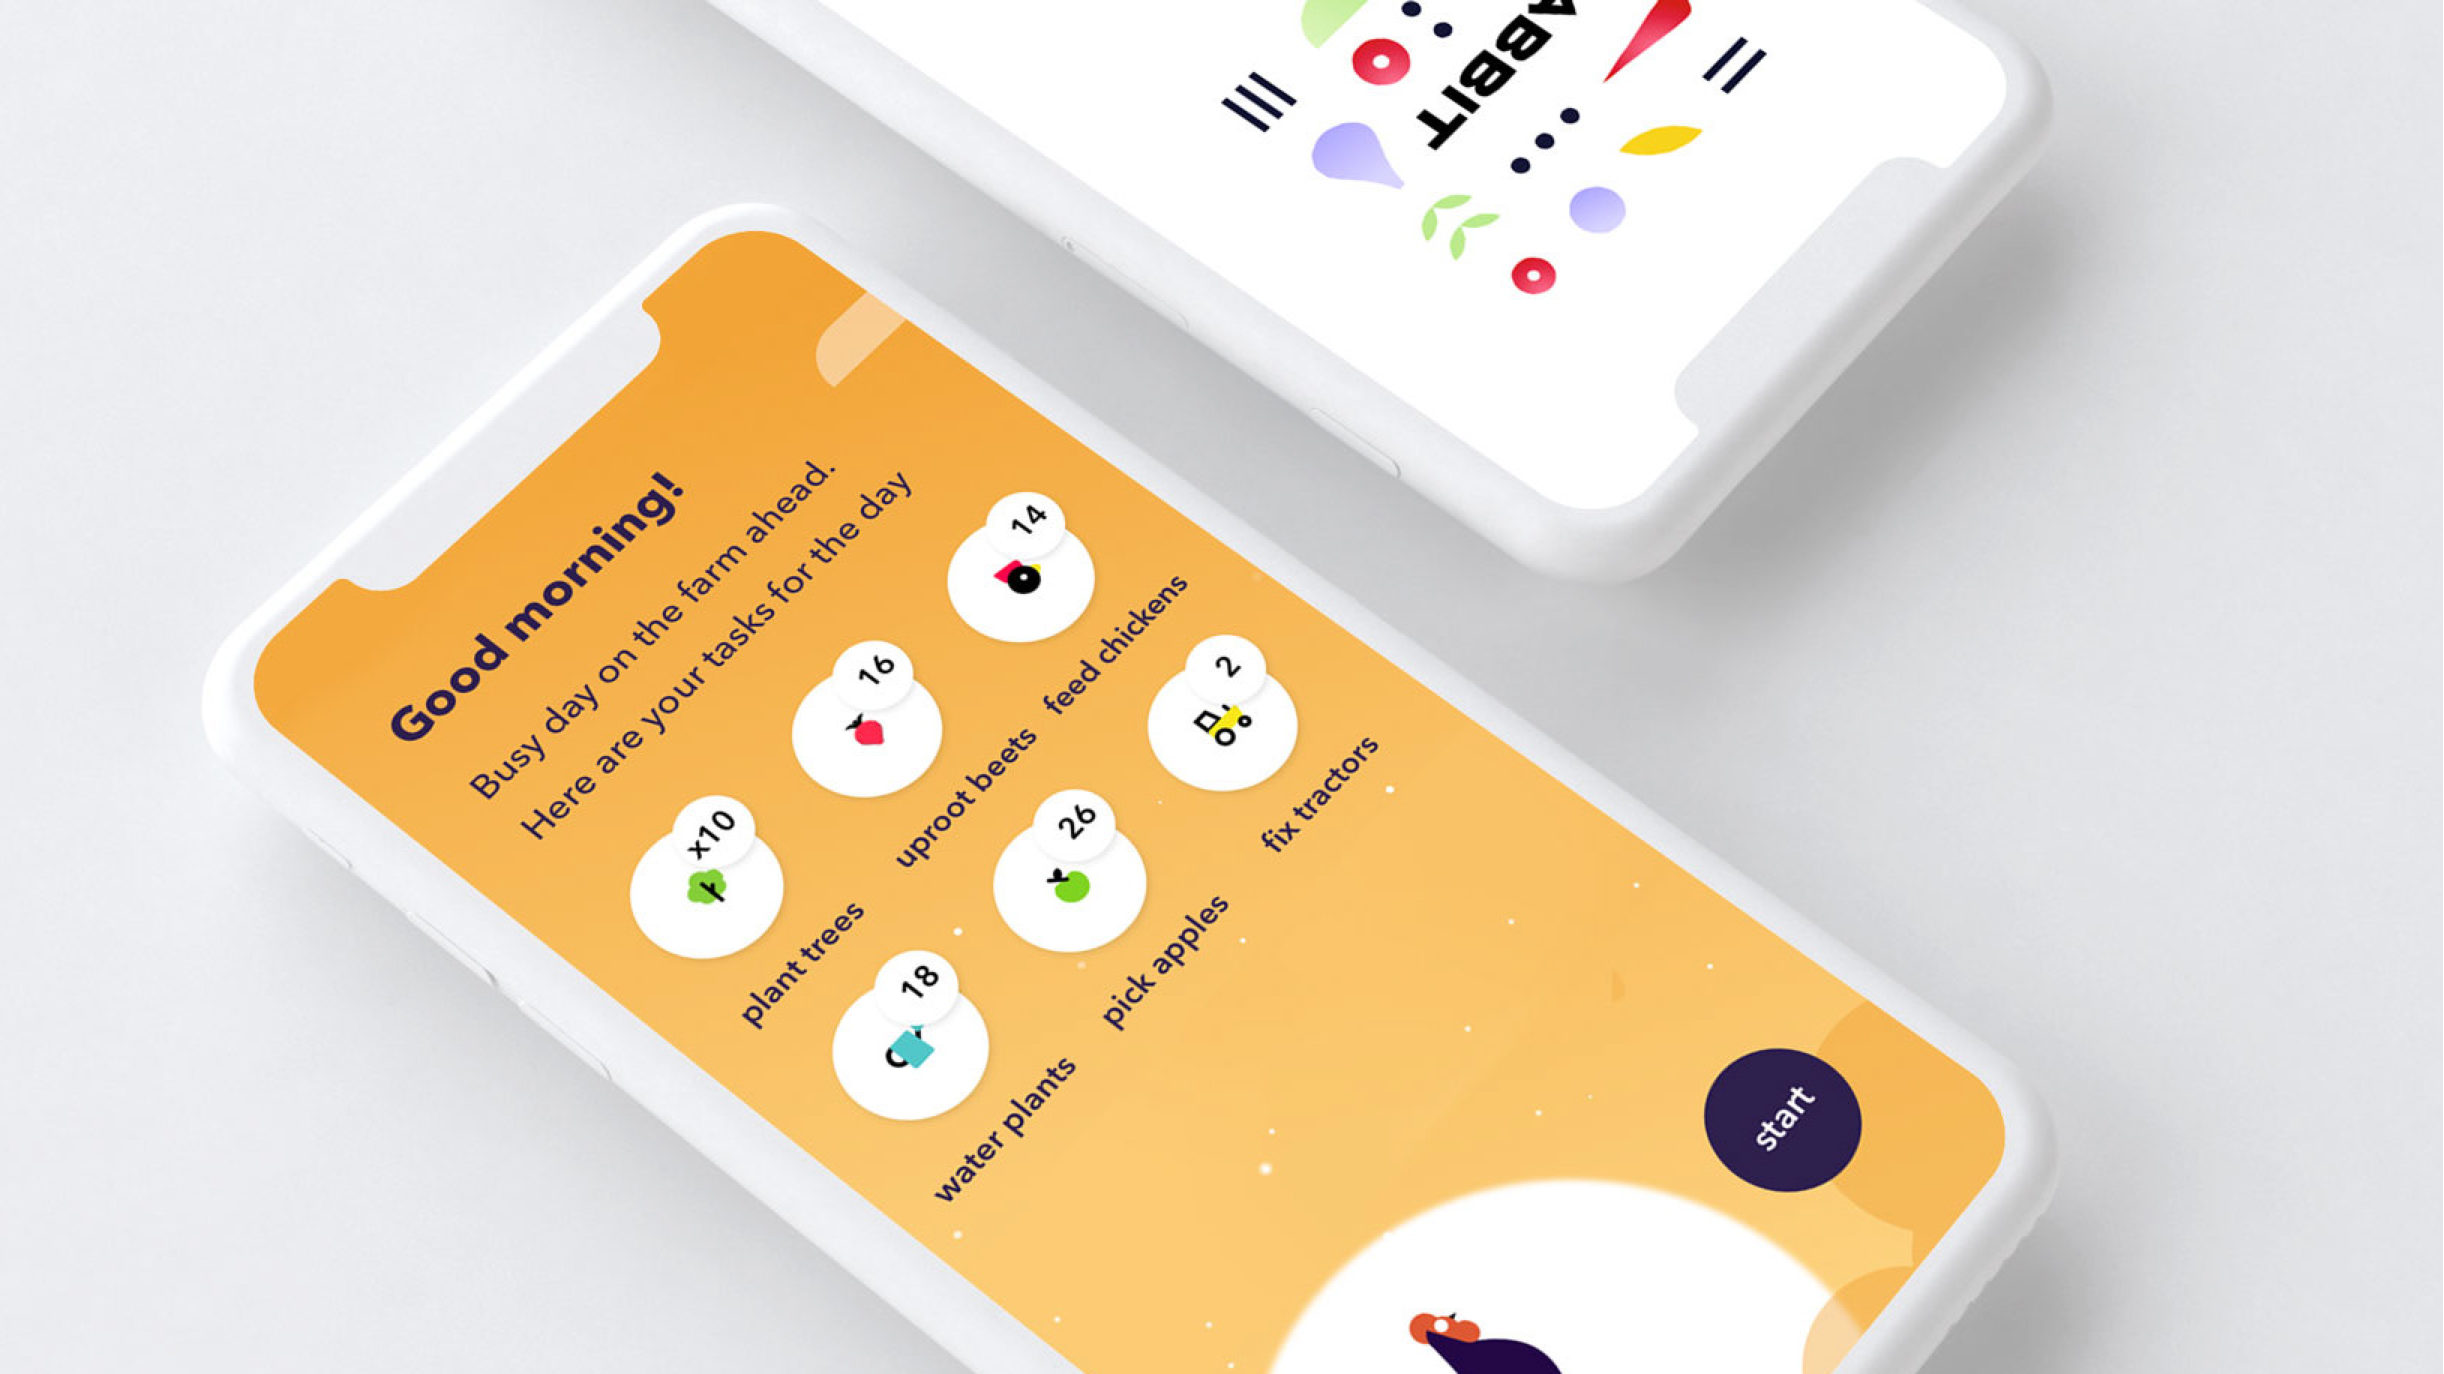 ABBIT
Good morning!
Busy day on the farm ahead.
Here are your tasks for the day
x10
plant trees
16
uproot beets
14
feed chickens
18
water plants
26
pick apples
2
fix tractors
start